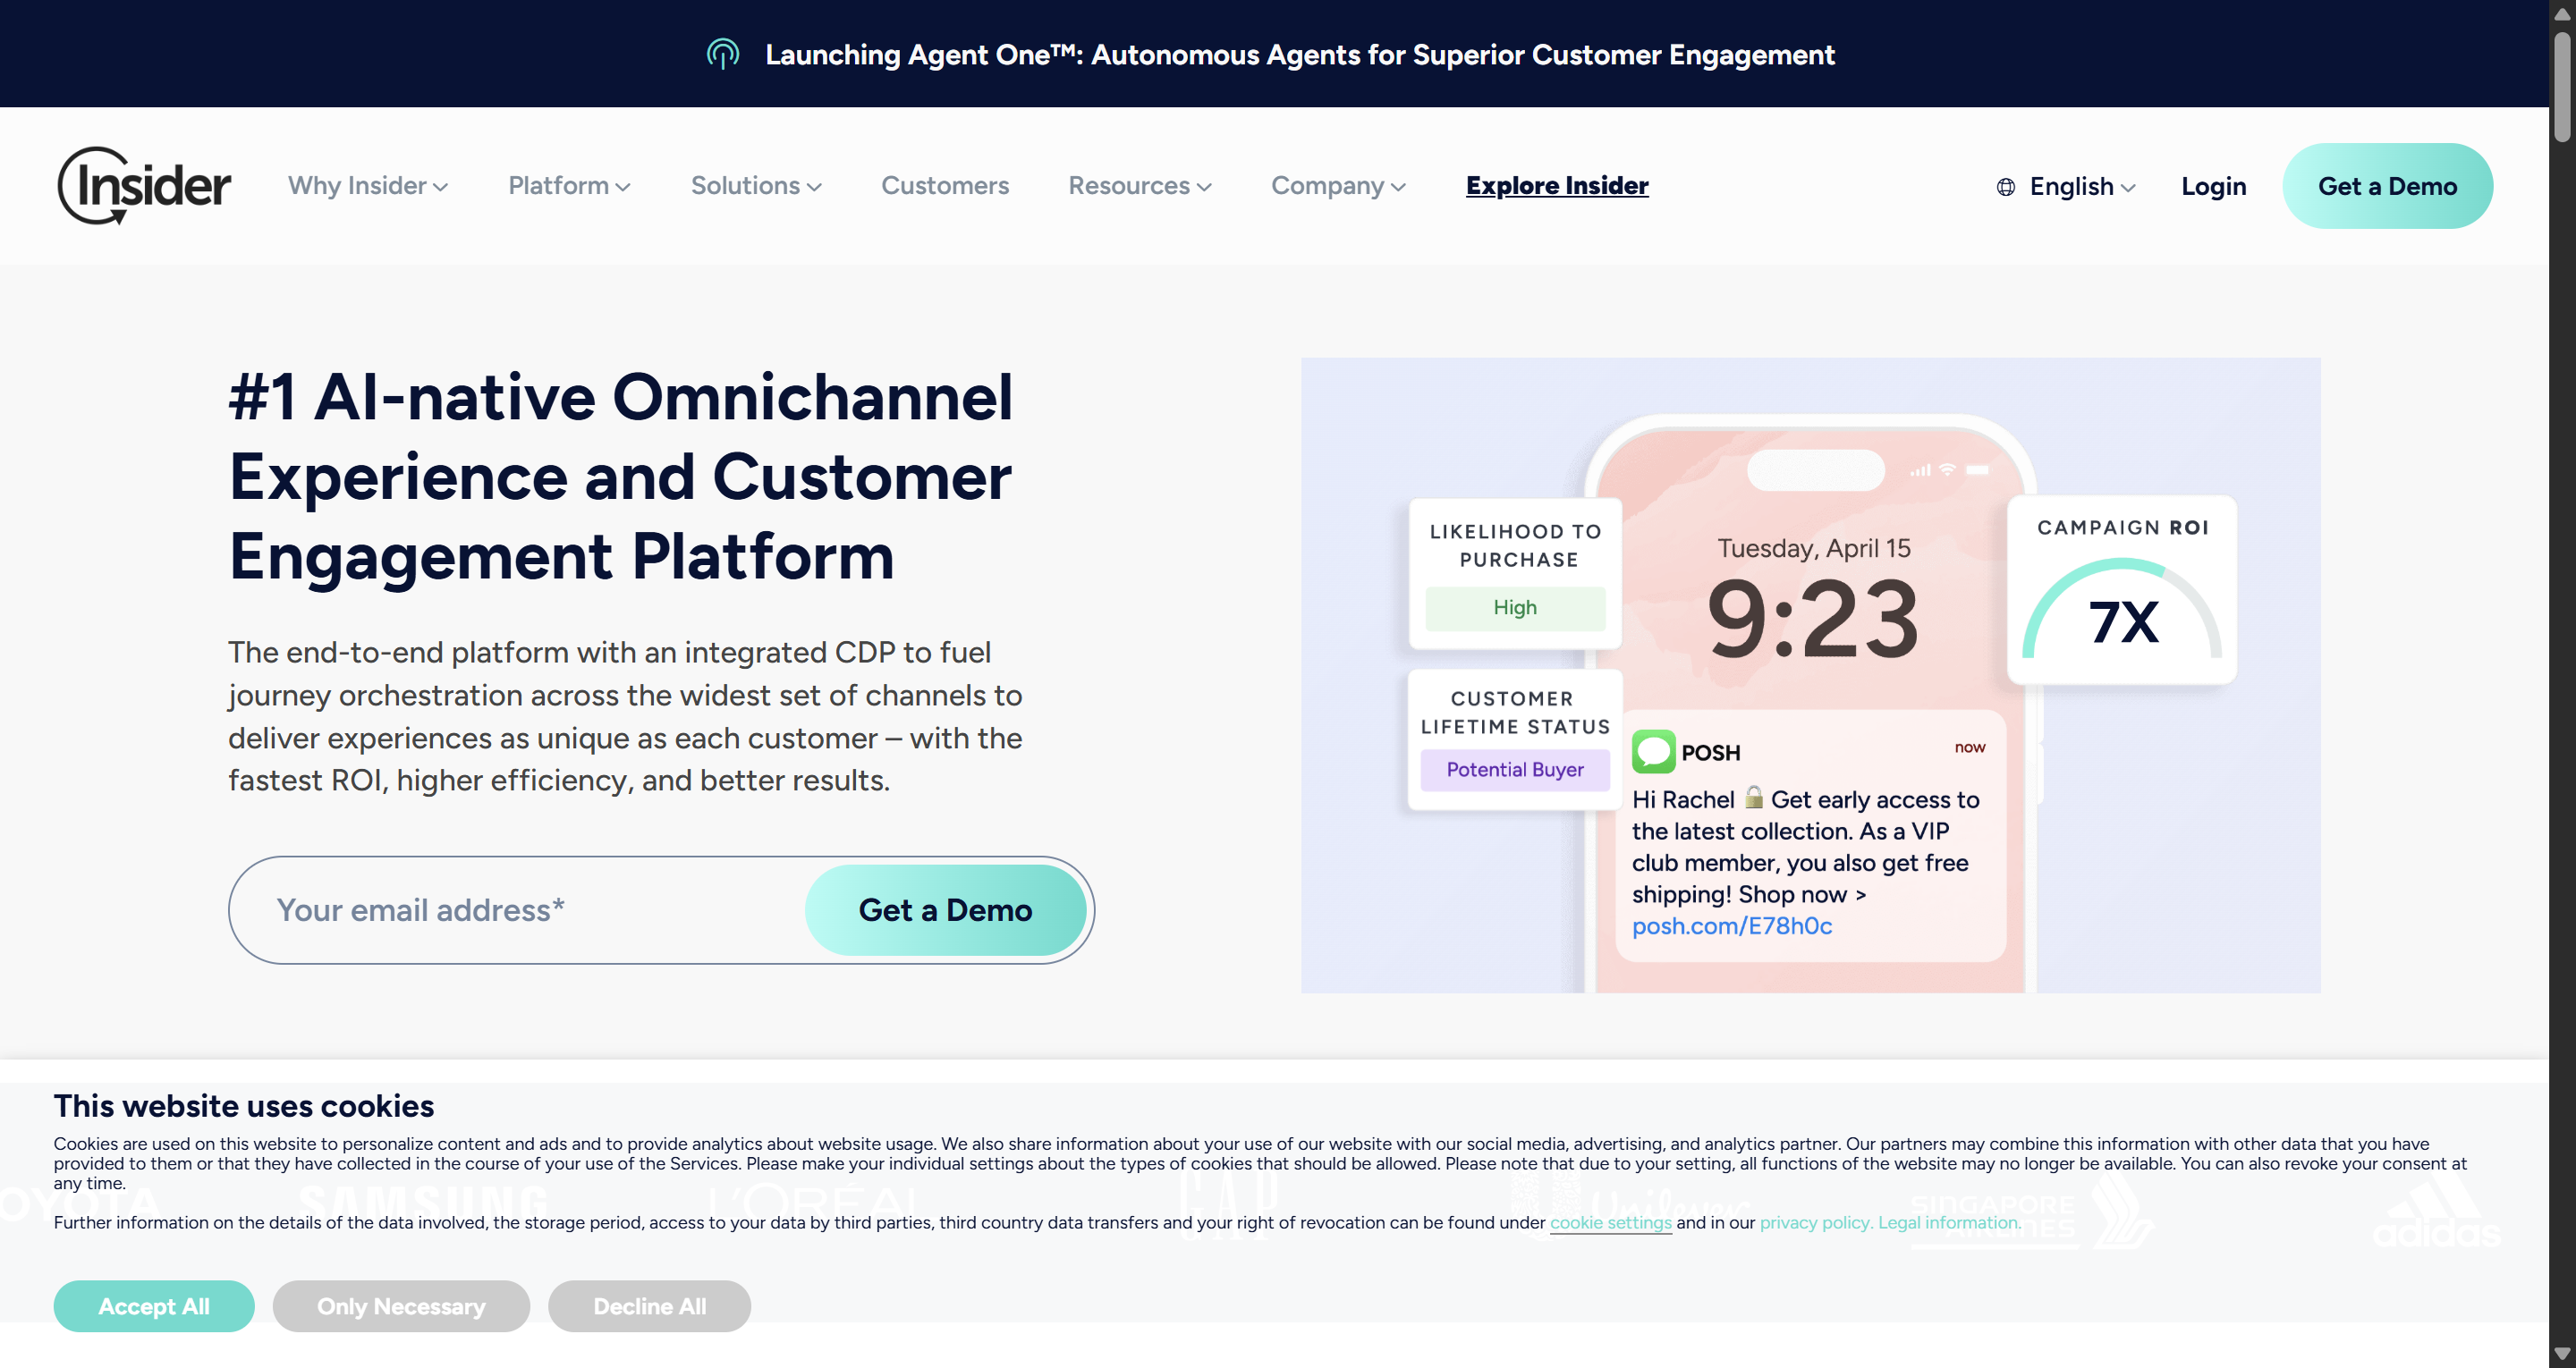 Launching Agent One™: Autonomous Agents for Superior Customer Engagement
Insider
Why Insider
Platform
Solutions
Customers
Resources
Company
Explore Insider
English
Login
Get a Demo
#1 AI-native Omnichannel
Experience and Customer
Engagement Platform
The end-to-end platform with an integrated CDP to fuel
journey orchestration across the widest set of channels to
deliver experiences as unique as each customer – with the
fastest ROI, higher efficiency, and better results.
Your email address*
Get a Demo
LIKELIHOOD TO
PURCHASE
High
CUSTOMER
LIFETIME STATUS
Potential Buyer
Tuesday, April 15
9:23
CAMPAIGN ROI
7X
POSH
now
Hi Rachel 🔒 Get early access to
the latest collection. As a VIP
club member, you also get free
shipping! Shop now >
posh.com/E78h0c
This website uses cookies
Cookies are used on this website to personalize content and ads and to provide analytics about website usage. We also share information about your use of our website with our social media, advertising, and analytics partner. Our partners may combine this information with other data that you have
provided to them or that they have collected in the course of your use of the Services. Please make your individual settings about the types of cookies that should be allowed. Please note that due to your setting, all functions of the website may no longer be available. You can also revoke your consent at
any time.
OYOTA
SAMSUNG
L'ORÉAL
GAP
Unilever
SINGAPORE
AIRLINES
adidas
Further information on the details of the data involved, the storage period, access to your data by third parties, third country data transfers and your right of revocation can be found under cookie settings and in our privacy policy. Legal information.
Accept All
Only Necessary
Decline All